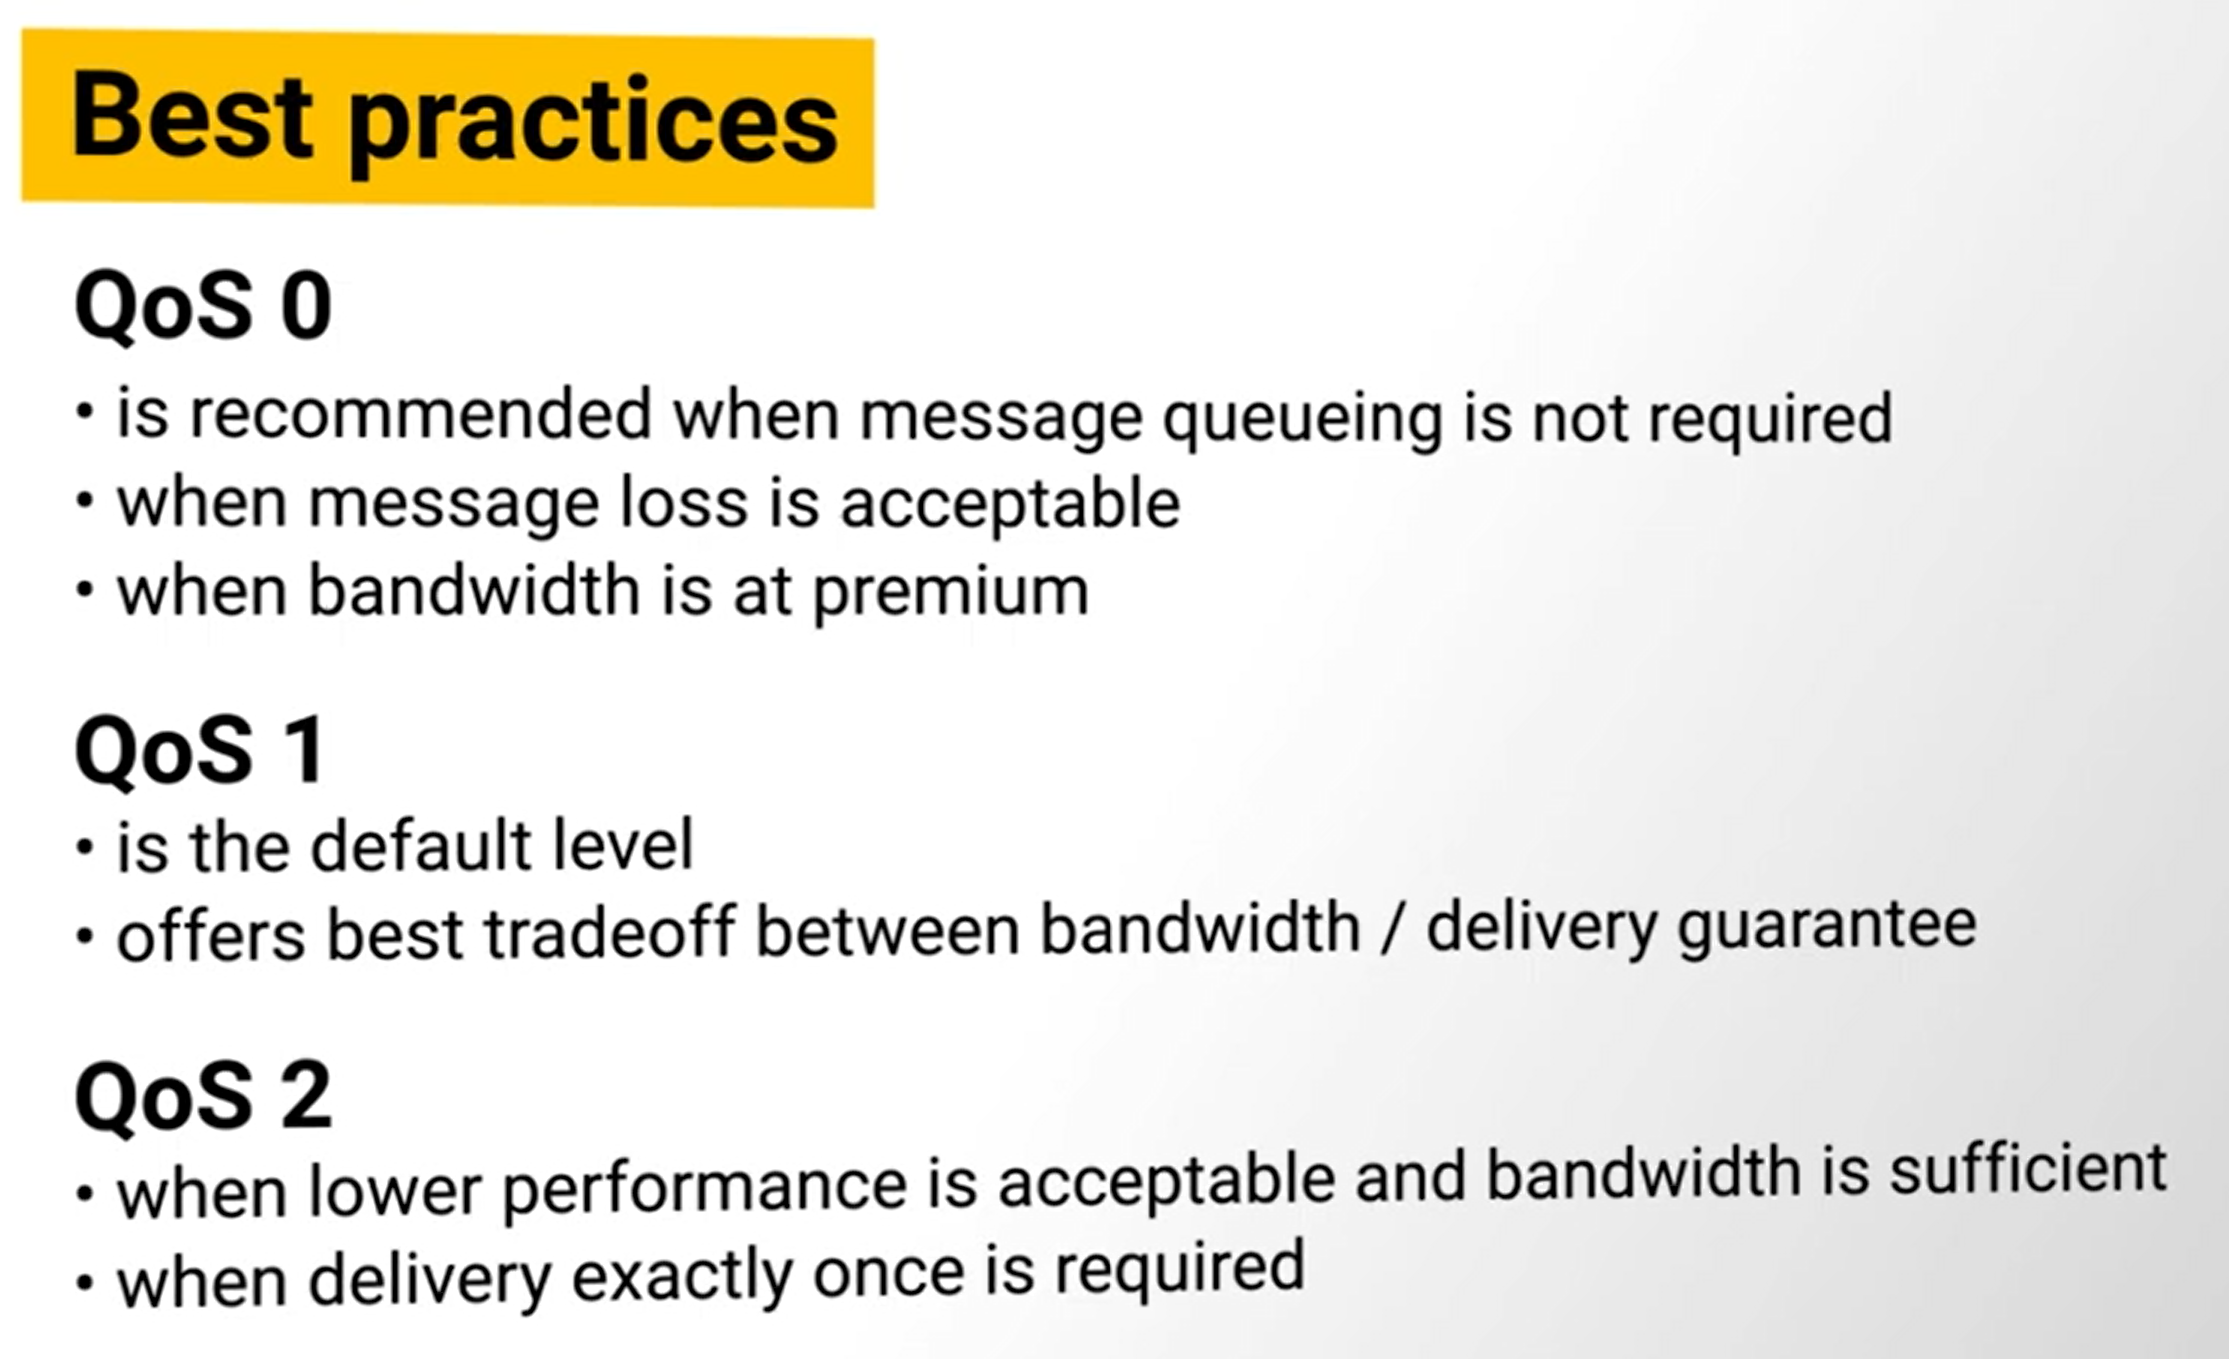 Best practices
QoS 0
• is recommended when message queueing is not required
• when message loss is acceptable
• when bandwidth is at premium
QoS 1
• is the default level
• offers best tradeoff between bandwidth / delivery guarantee
QoS 2
• when lower performance is acceptable and bandwidth is sufficient
• when delivery exactly once is required